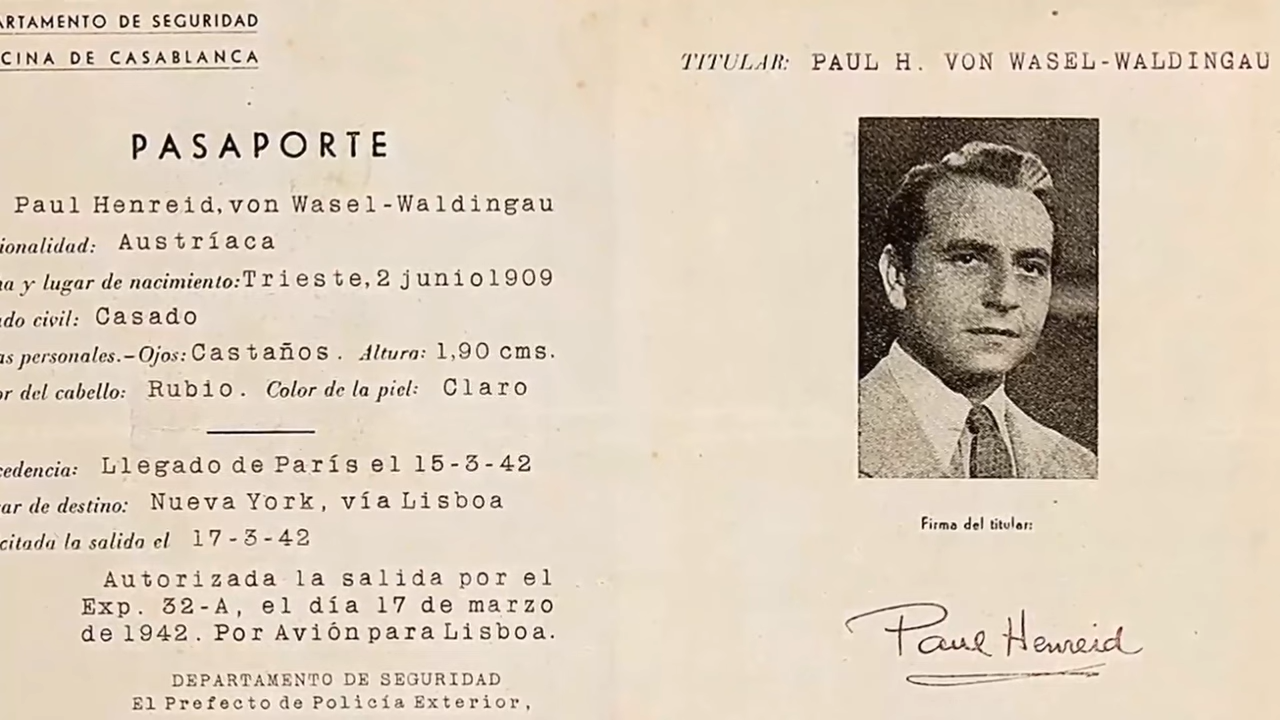 ARTAMENTO DE SEGURIDAD
CINA DE CASABLANCA
PASAPORTE
Paul Henreid, von Wasel-Waldingau
ionalidad: Austríaca
a y lugar de nacimiento: Trieste, 2 junio 1909
do civil: Casado
as personales.-Ojos: Castaños. Altura: 1,90 cms.
or del cabello: Rubio. Color de la piel: Claro
cedencia: Llegado de París el 15-3-42
ar de destino: Nueva York, vía Lisboa
citada la salida el 17-3-42
Autorizada la salida por el
Exp. 32-A, el día 17 de marzo
de 1942. Por Avión para Lisboa.
DEPARTAMENTO DE SEGURIDAD
El Prefecto de Policía Exterior,
TITULAR: PAUL H. VON WASEL-WALDINGAU
Firma del titular:
Paul Henreid